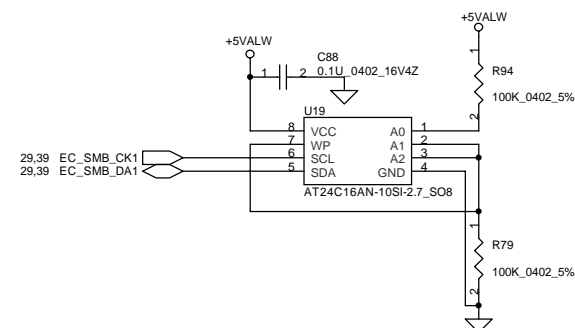 +5VALW
+5VALW
C88
1 2 0.1U_0402_16V4Z
1
R94
100K_0402_5%
2
U19
8 VCC A0 1
7 WP A1 2
29,39 EC_SMB_CK1 6 SCL A2 3
29,39 EC_SMB_DA1 5 SDA GND 4
AT24C16AN-10SI-2.7_SO8
1
R79
100K_0402_5%
2